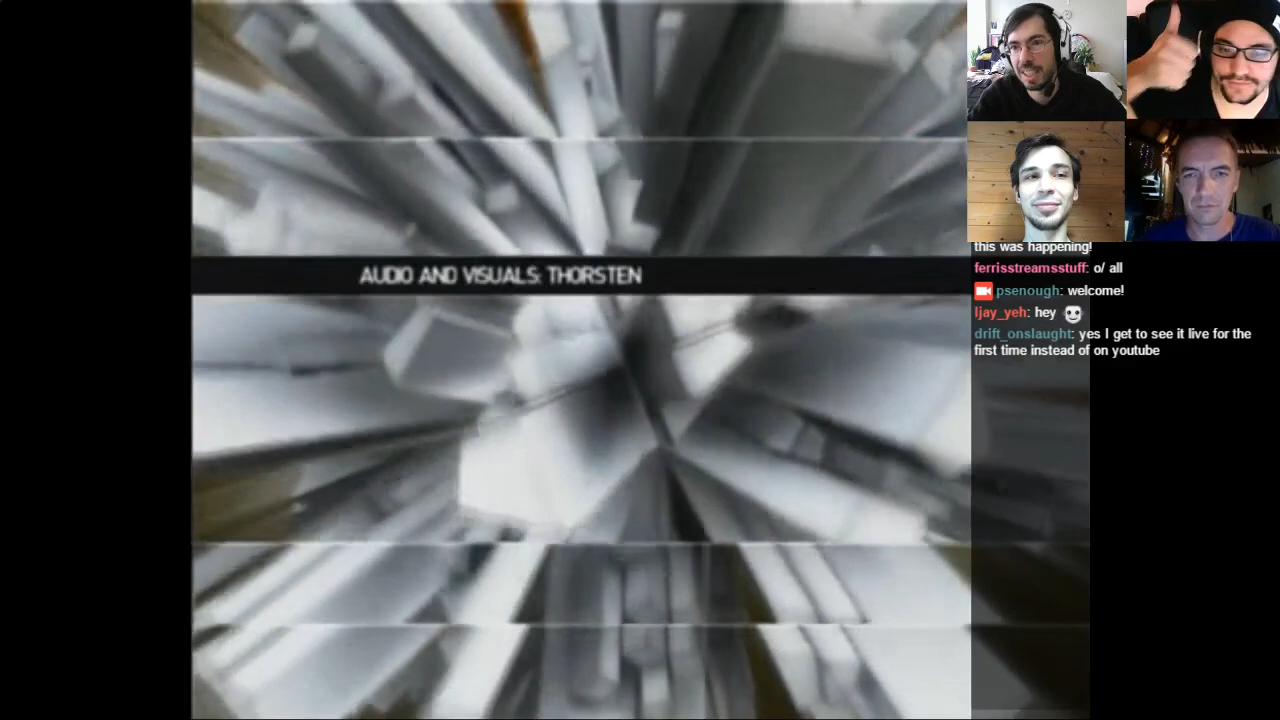 AUDIO AND VISUALS: THORSTEN
this was happening!
ferrisstreamsstuff: o/ all
psenough: welcome!
ljay_yeh: hey
drift_onslaught: yes I get to see it live for the
first time instead of on youtube